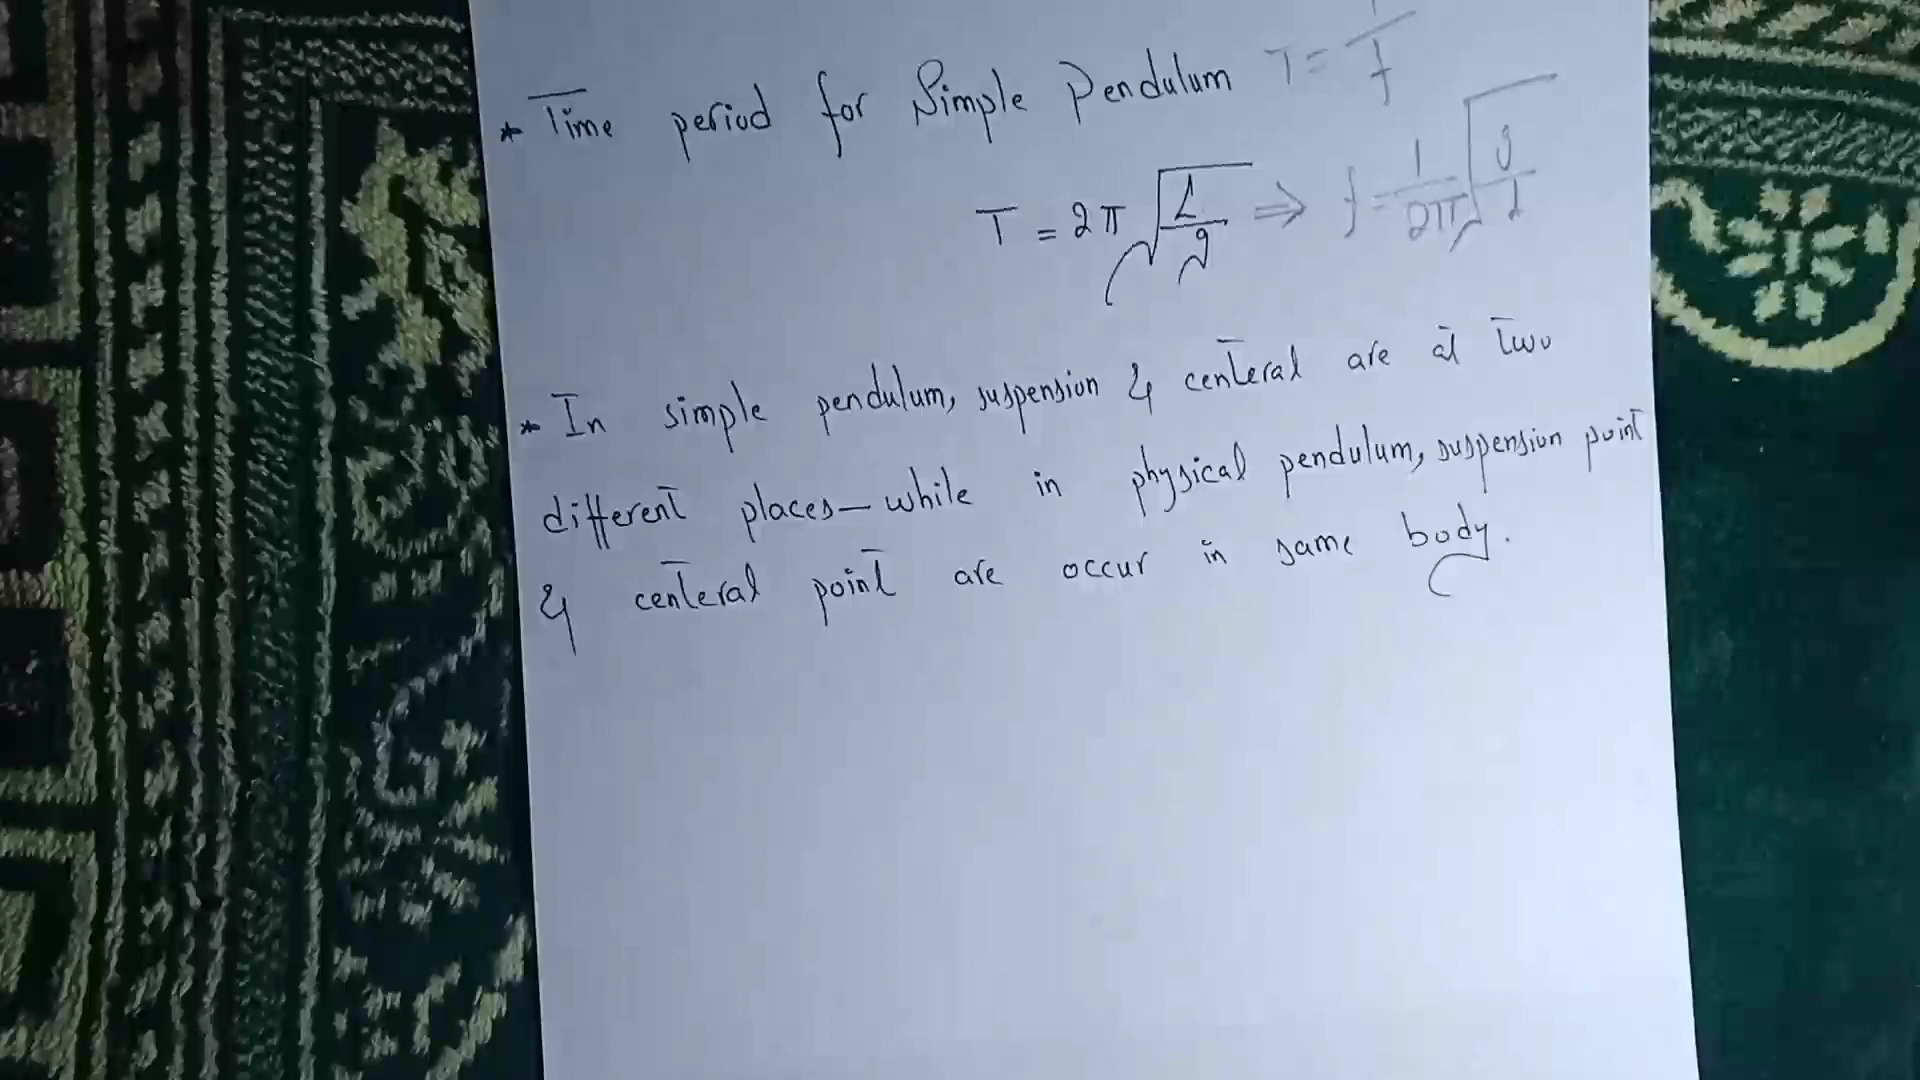 * Time period for Simple Pendulum T = 1/f
T = 2π √(L/g) ⇒ f = 1/2π √(g/L)
* In simple pendulum, suspension & centeral are at two
different places – while in physical pendulum, suspension point
& centeral point are occur in same body.